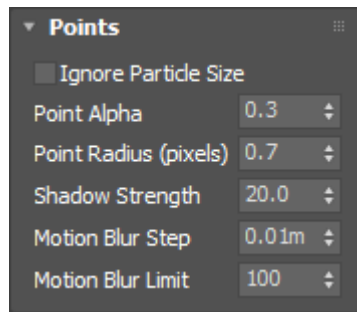 Points
Ignore Particle Size
Point Alpha 0.3
Point Radius (pixels) 0.7
Shadow Strength 20.0
Motion Blur Step 0.01m
Motion Blur Limit 100